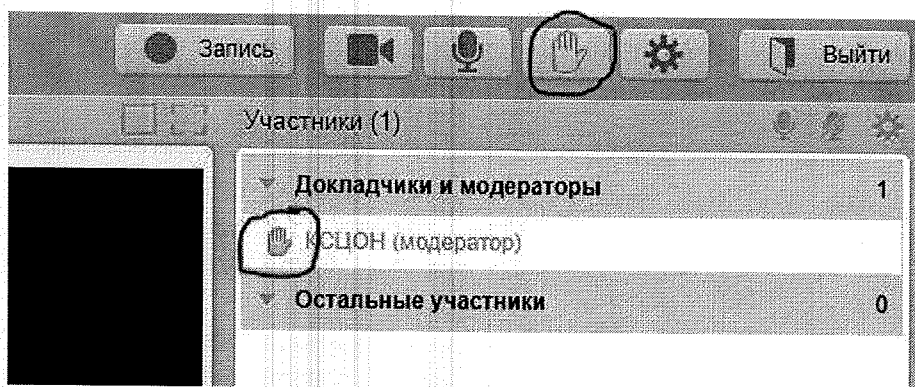 Запись
Выйти
Участники (1)
Докладчики и модераторы 1
КСЦОН (модератор)
Остальные участники 0